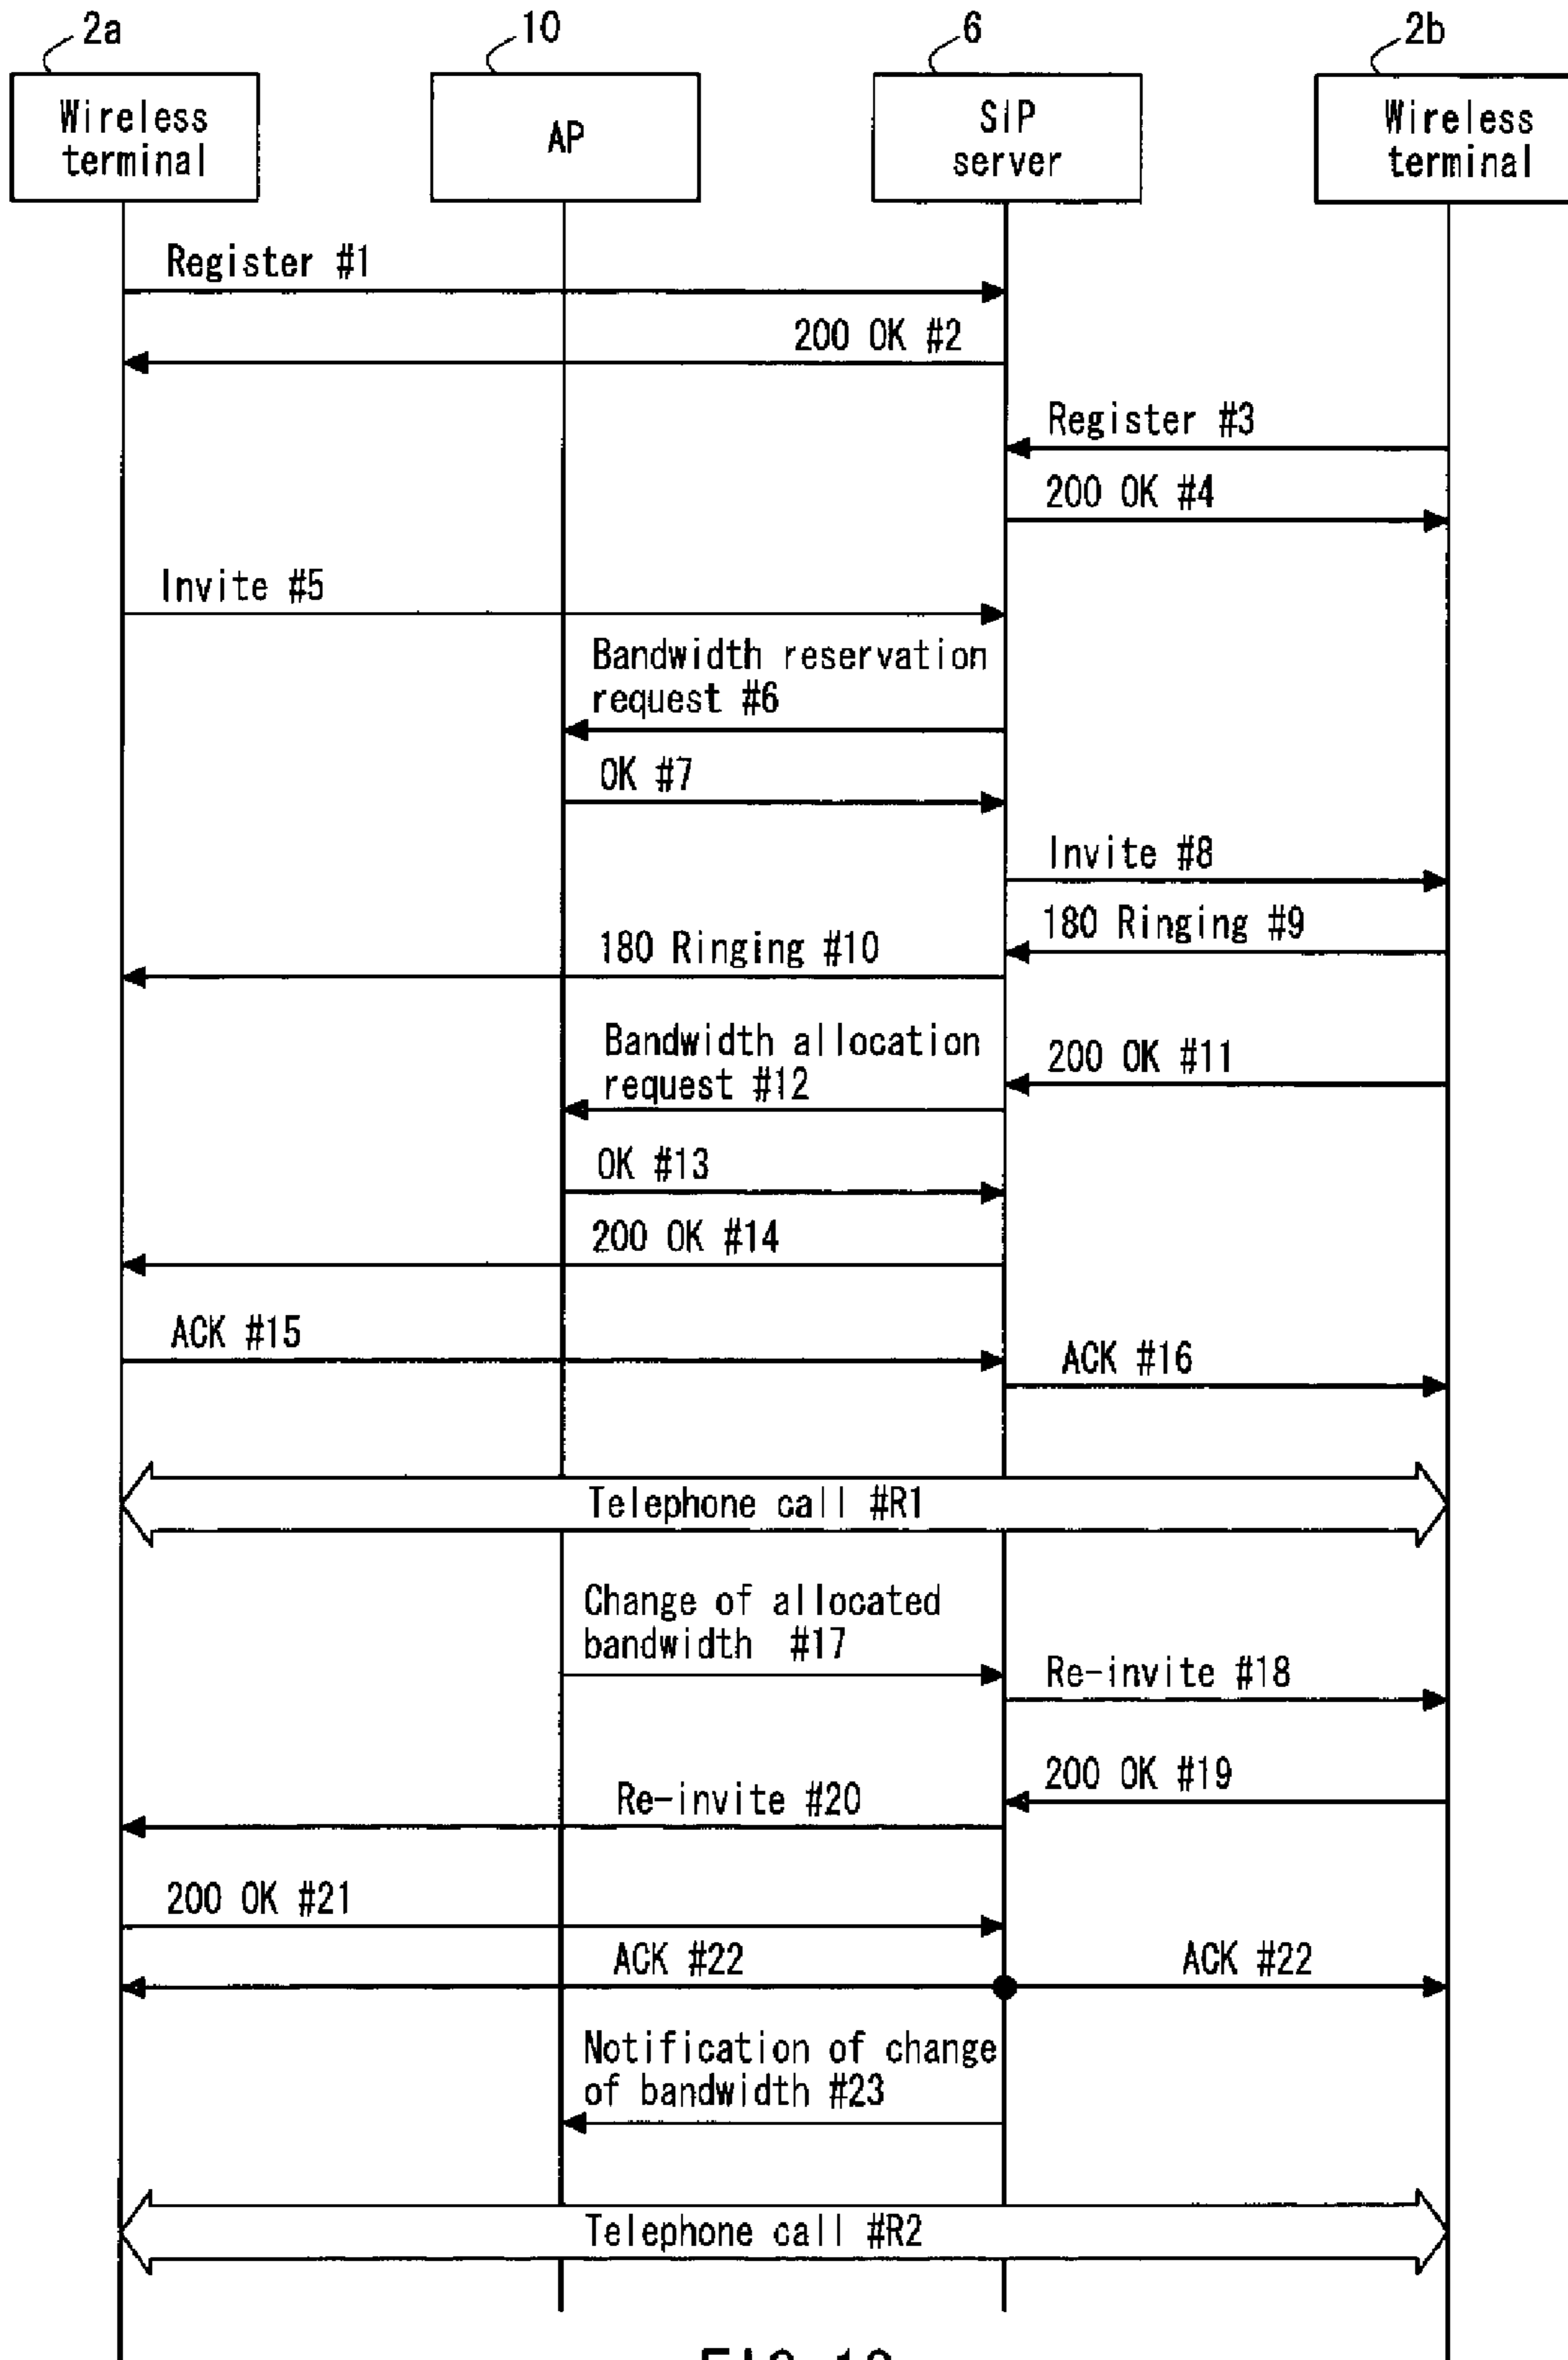 2a
10
6
2b
Wireless
terminal
AP
SIP
server
Wireless
terminal
Register #1
200 OK #2
Register #3
200 OK #4
Invite #5
Bandwidth reservation
request #6
OK #7
Invite #8
180 Ringing #9
180 Ringing #10
Bandwidth allocation
request #12
200 OK #11
OK #13
200 OK #14
ACK #15
ACK #16
Telephone call #R1
Change of allocated
bandwidth #17
Re-invite #18
200 OK #19
Re-invite #20
200 OK #21
ACK #22
ACK #22
Notification of change
of bandwidth #23
Telephone call #R2